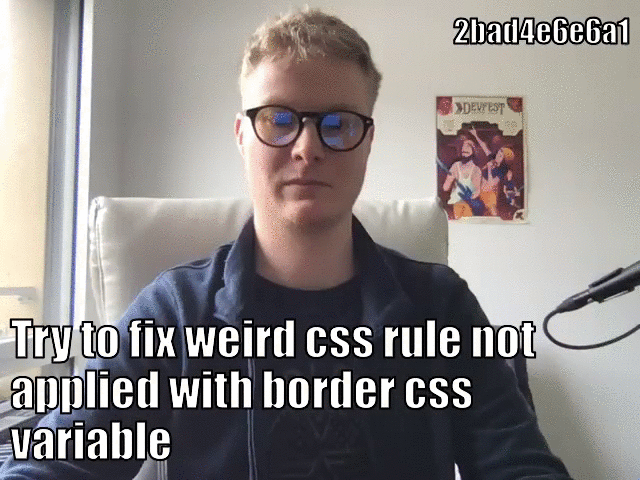 2bad4e6e6a1
DEVFEST
Try to fix weird css rule not
applied with border css
variable